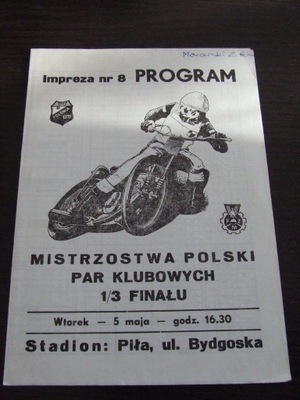 Impreza nr 8 PROGRAM
MISTRZOSTWA POLSKI
PAR KLUBOWYCH
1/3 FINAŁU
Wtorek — 5 maja — godz. 16.30
Stadion: Piła, ul. Bydgoska